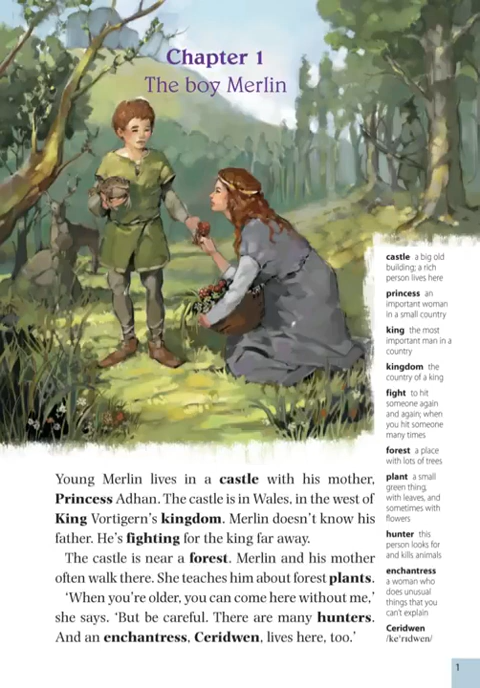 Chapter 1
The boy Merlin
castle a big old
building; a rich
person lives here
princess an
important woman
in a small country
king the most
important man in a
country
kingdom the
country of a king
fight to hit
someone again
and again; when
you hit someone
many times
forest a place
with lots of trees
plant a small
green thing,
with leaves, and
sometimes with
flowers
hunter this
person looks for
and kills animals
enchantress
a woman who
does unusual
things that you
can't explain
Ceridwen
/keˈrɪdwen/
Young Merlin lives in a castle with his mother,
Princess Adhan. The castle is in Wales, in the west of
King Vortigern's kingdom. Merlin doesn't know his
father. He's fighting for the king far away.
The castle is near a forest. Merlin and his mother
often walk there. She teaches him about forest plants.
'When you're older, you can come here without me,'
she says. 'But be careful. There are many hunters.
And an enchantress, Ceridwen, lives here, too.'
1